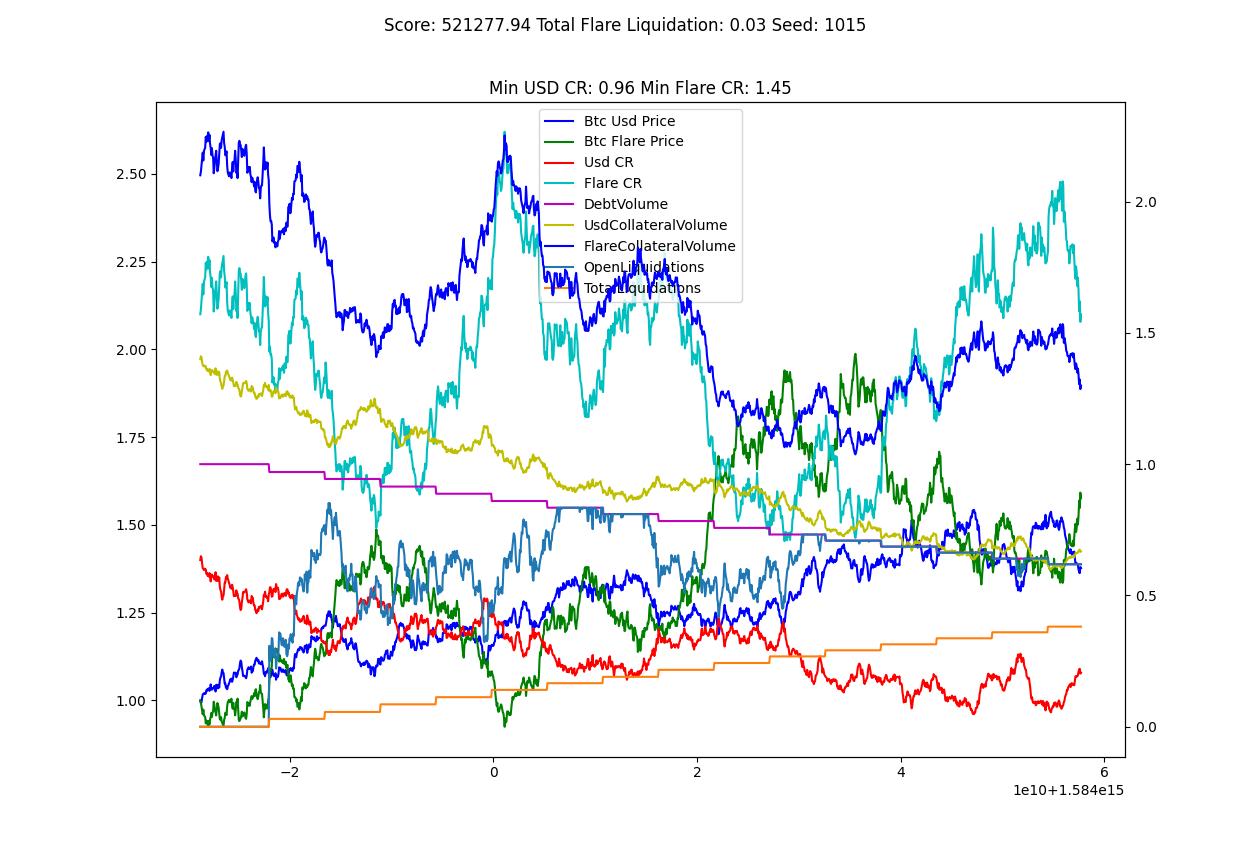 Score: 521277.94 Total Flare Liquidation: 0.03 Seed: 1015
Min USD CR: 0.96 Min Flare CR: 1.45
Btc Usd Price
Btc Flare Price
Usd CR
Flare CR
DebtVolume
UsdCollateralVolume
FlareCollateralVolume
OpenLiquidations
TotalLiquidations
2.50
2.25
2.00
1.75
1.50
1.25
1.00
2.0
1.5
1.0
0.5
0.0
−2
0
2
4
6
1e10+1.584e15